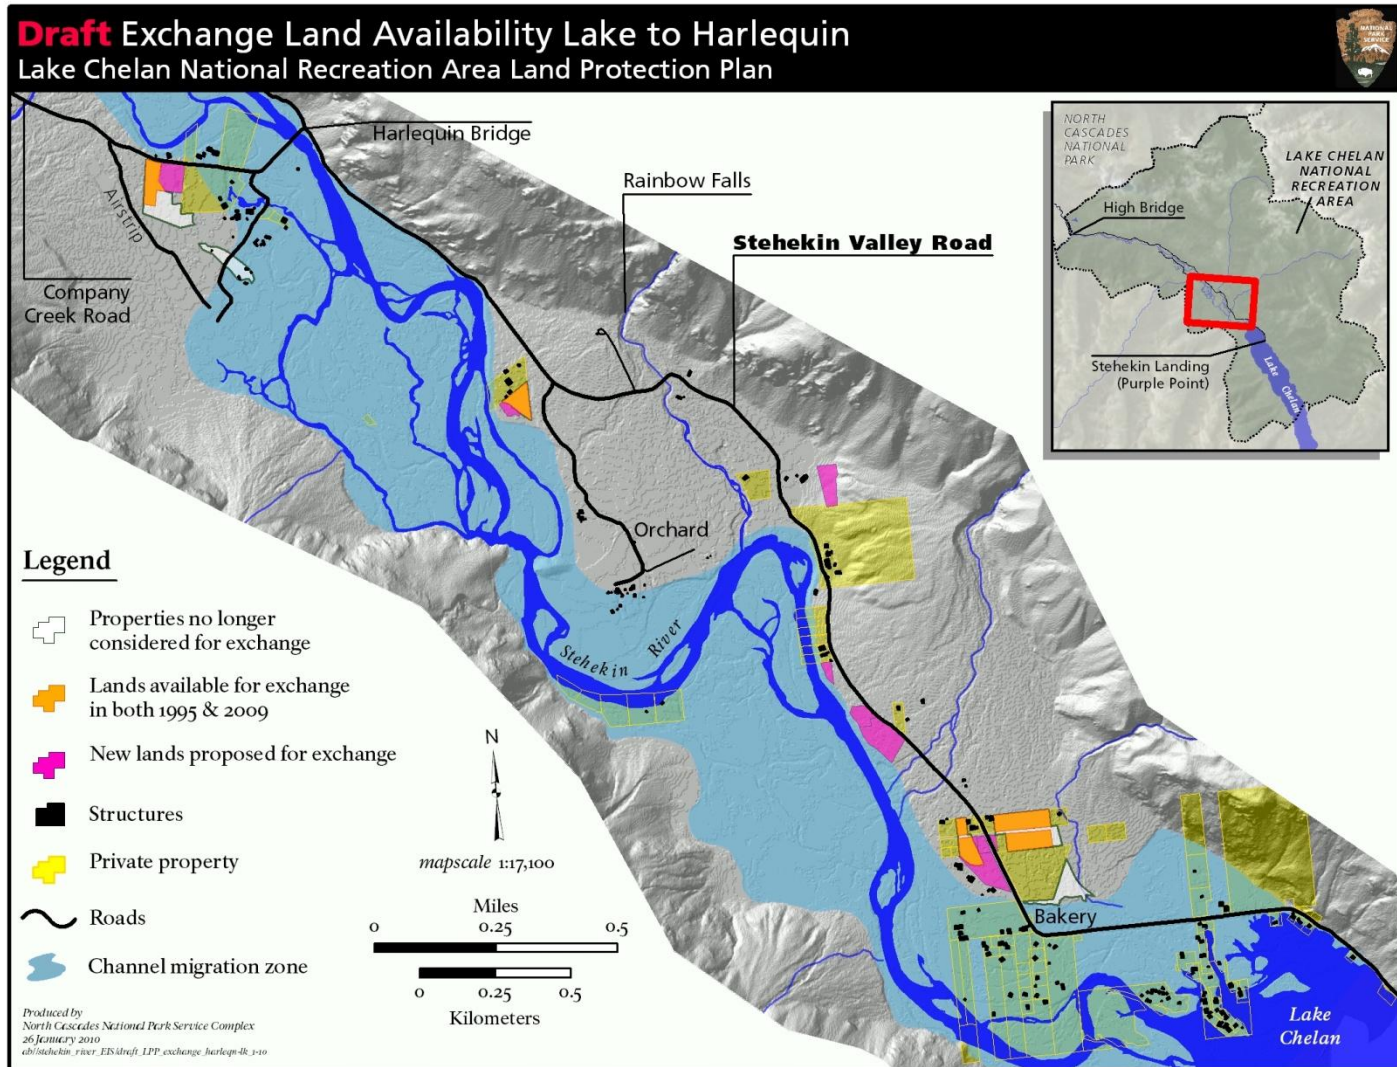 Draft Exchange Land Availability Lake to Harlequin
Lake Chelan National Recreation Area Land Protection Plan
NATIONAL
PARK
SERVICE
Harlequin Bridge
Airstrip
Company
Creek Road
Rainbow Falls
Stehekin Valley Road
Orchard
Stehekin River
Bakery
Lake
Chelan
NORTH
CASCADES
NATIONAL
PARK
LAKE CHELAN
NATIONAL
RECREATION
AREA
High Bridge
Stehekin Landing
(Purple Point)
Lake Chelan
Legend
Properties no longer
considered for exchange
Lands available for exchange
in both 1995 & 2009
New lands proposed for exchange
Structures
Private property
Roads
Channel migration zone
N
mapscale 1:17,100
Miles
0 0.25 0.5
0 0.25 0.5
Kilometers
Produced by
North Cascades National Park Service Complex
26 January 2010